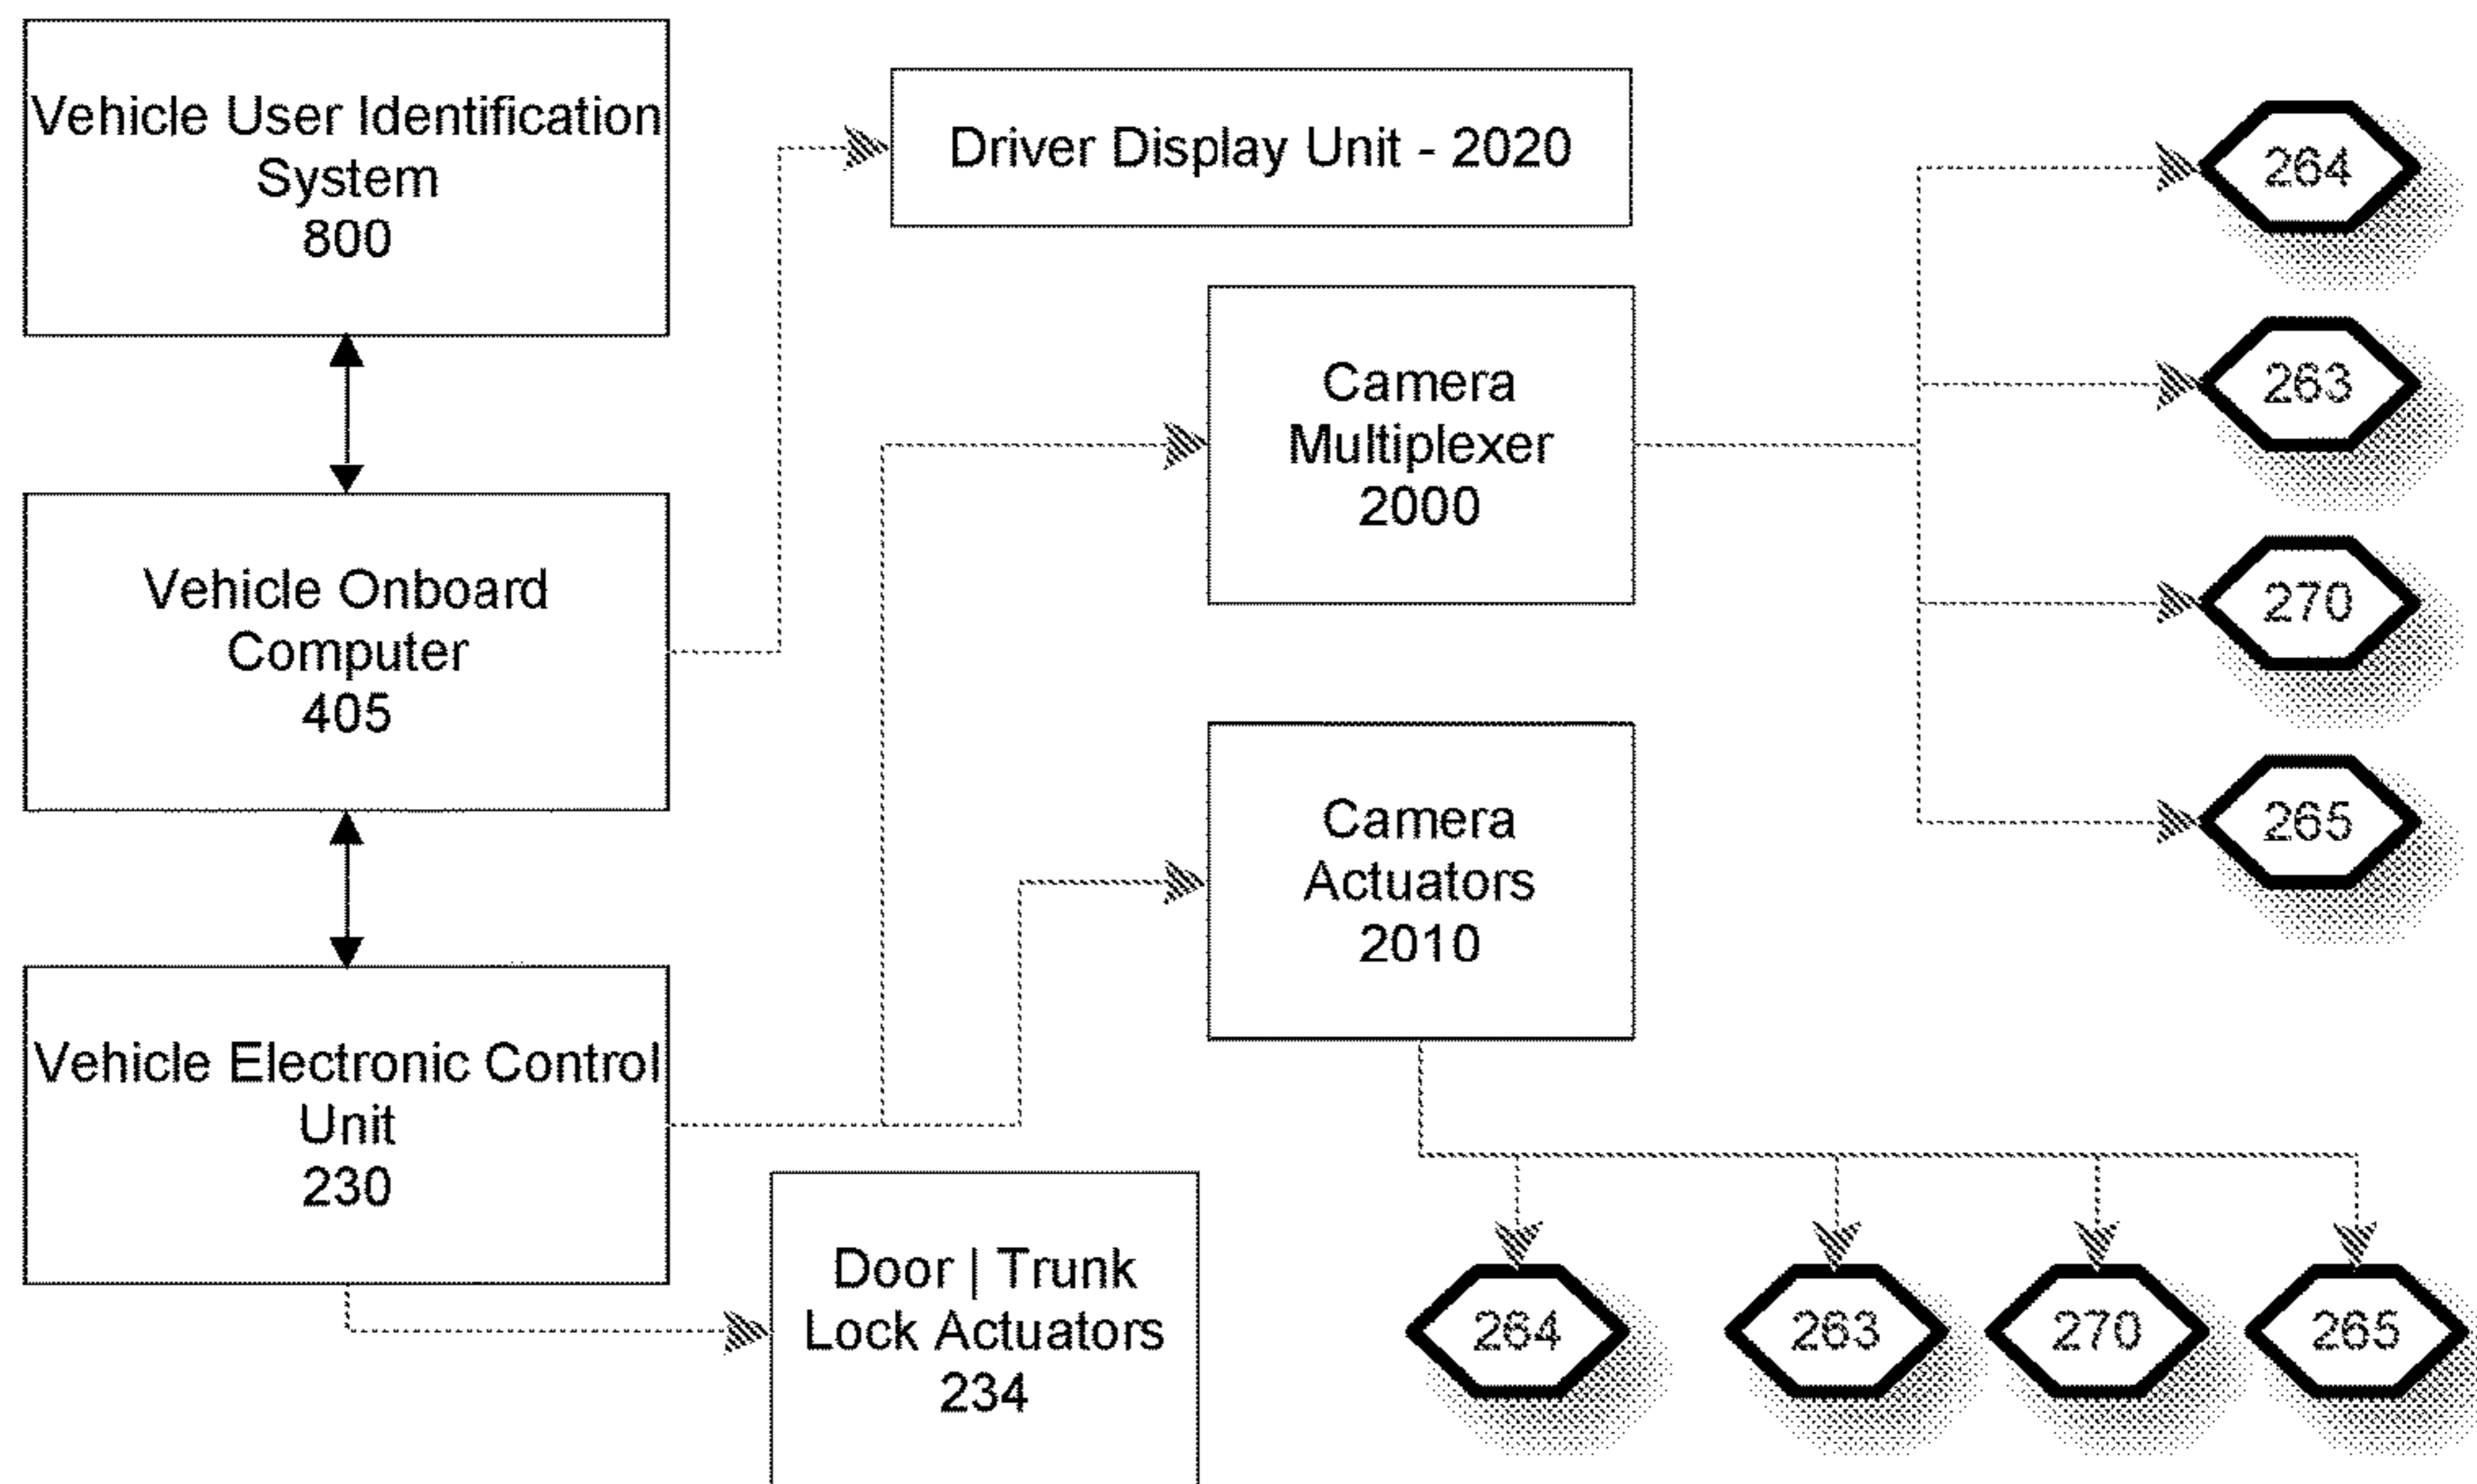 Vehicle User Identification
System
800
Driver Display Unit - 2020
264
Camera
Multiplexer
2000
263
Vehicle Onboard
Computer
405
270
Camera
Actuators
2010
265
Vehicle Electronic Control
Unit
230
Door | Trunk
Lock Actuators
234
264
263
270
265